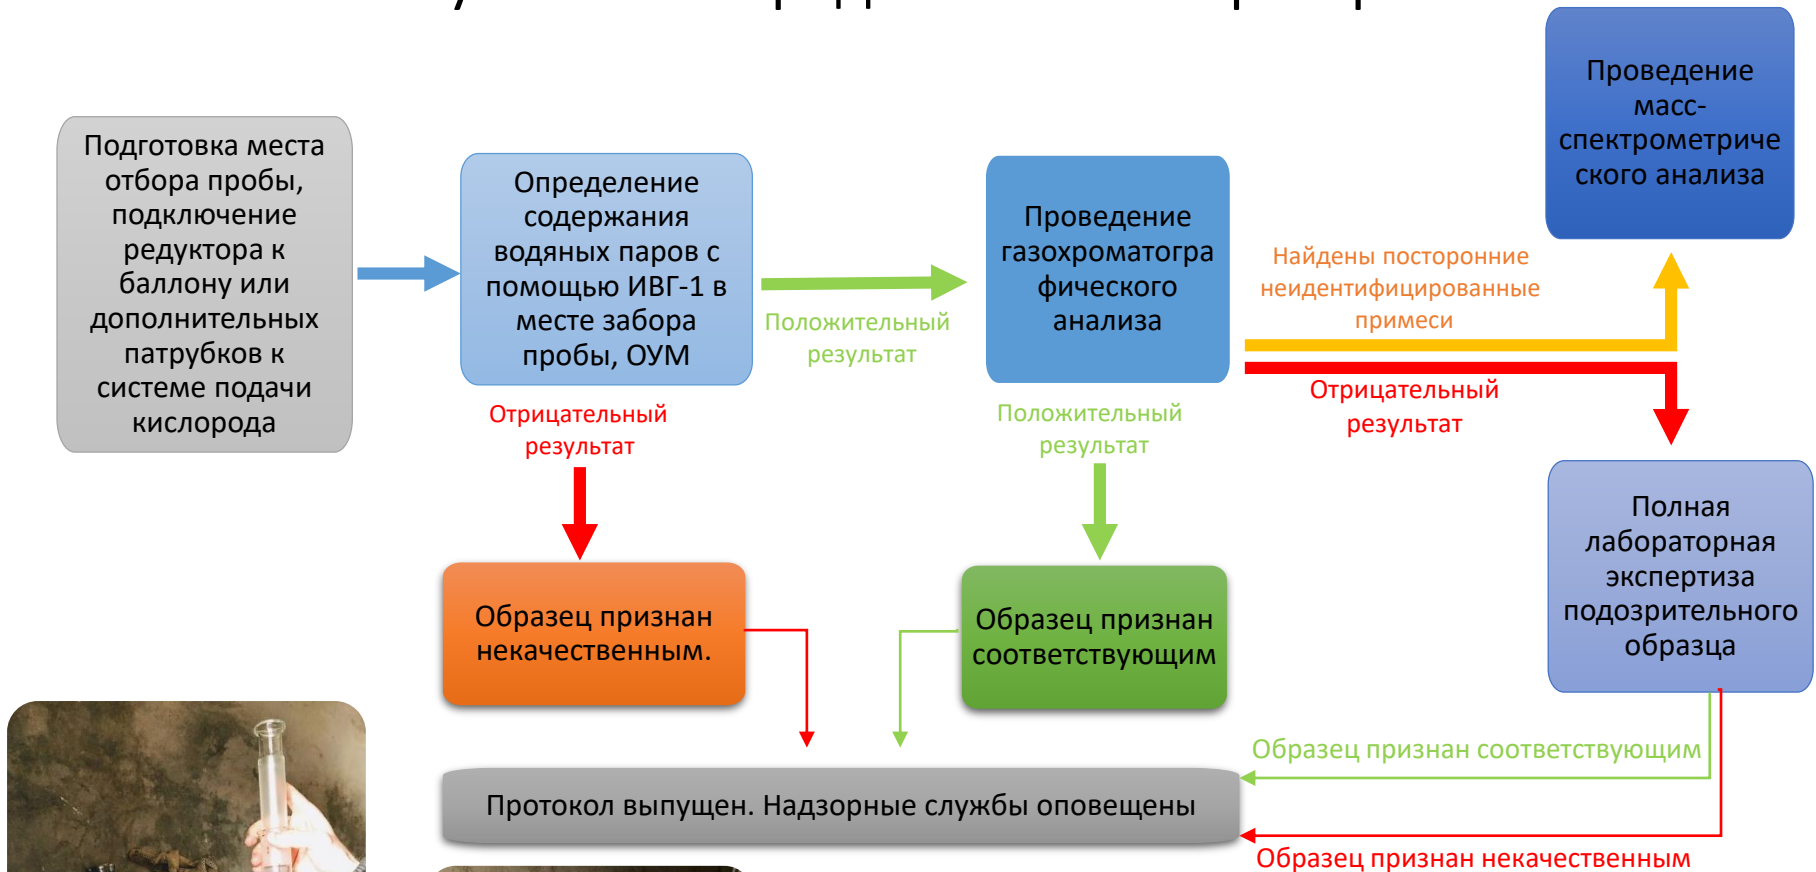 Подготовка места
отбора пробы,
подключение
редуктора к
баллону или
дополнительных
патрубков к
системе подачи
кислорода
Определение
содержания
водяных паров с
помощью ИВГ-1 в
месте забора
пробы, ОУМ
Положительный
результат
Проведение
газохроматогра
фического
анализа
Найдены посторонние
неидентифицированные
примеси
Проведение
масс-
спектрометриче
ского анализа
Отрицательный
результат
Отрицательный
результат
Положительный
результат
Полная
лабораторная
экспертиза
подозрительного
образца
Образец признан
некачественным.
Образец признан
соответствующим
Образец признан соответствующим
Протокол выпущен. Надзорные службы оповещены
Образец признан некачественным